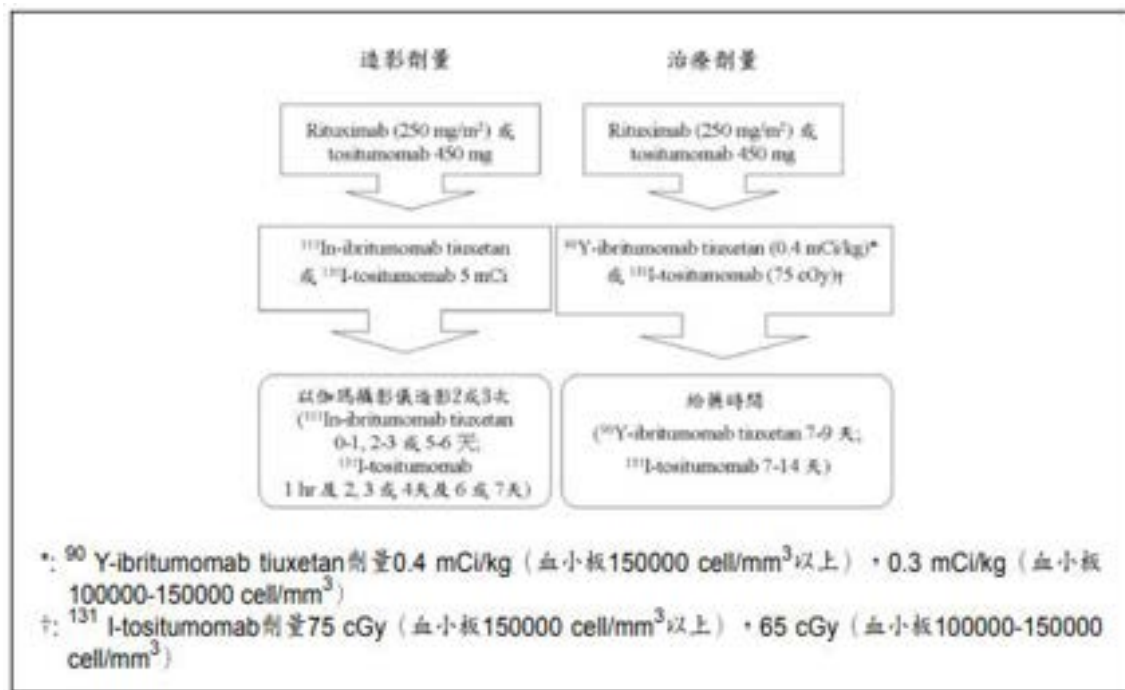 造影劑量
Rituximab (250 mg/m²) 或
tositumomab 450 mg
¹¹¹In-ibritumomab tiuxetan
或 ¹³¹I-tositumomab 5 mCi
以伽瑪攝影儀造影2或3次
(¹¹¹In-ibritumomab tiuxetan
0-1, 2-3 或 5-6 天;
¹³¹I-tositumomab
1 hr 及 2, 3 或 4天及 6 或 7天)
治療劑量
Rituximab (250 mg/m²) 或
tositumomab 450 mg
⁹⁰Y-ibritumomab tiuxetan (0.4 mCi/kg)*
或 ¹³¹I-tositumomab (75 cGy)†
給藥時間
(⁹⁰Y-ibritumomab tiuxetan 7-9 天;
¹³¹I-tositumomab 7-14 天)
*: ⁹⁰ Y-ibritumomab tiuxetan劑量0.4 mCi/kg（血小板150000 cell/mm³以上），0.3 mCi/kg（血小板
100000-150000 cell/mm³）
†: ¹³¹ I-tositumomab劑量75 cGy（血小板150000 cell/mm³以上），65 cGy（血小板100000-150000
cell/mm³）